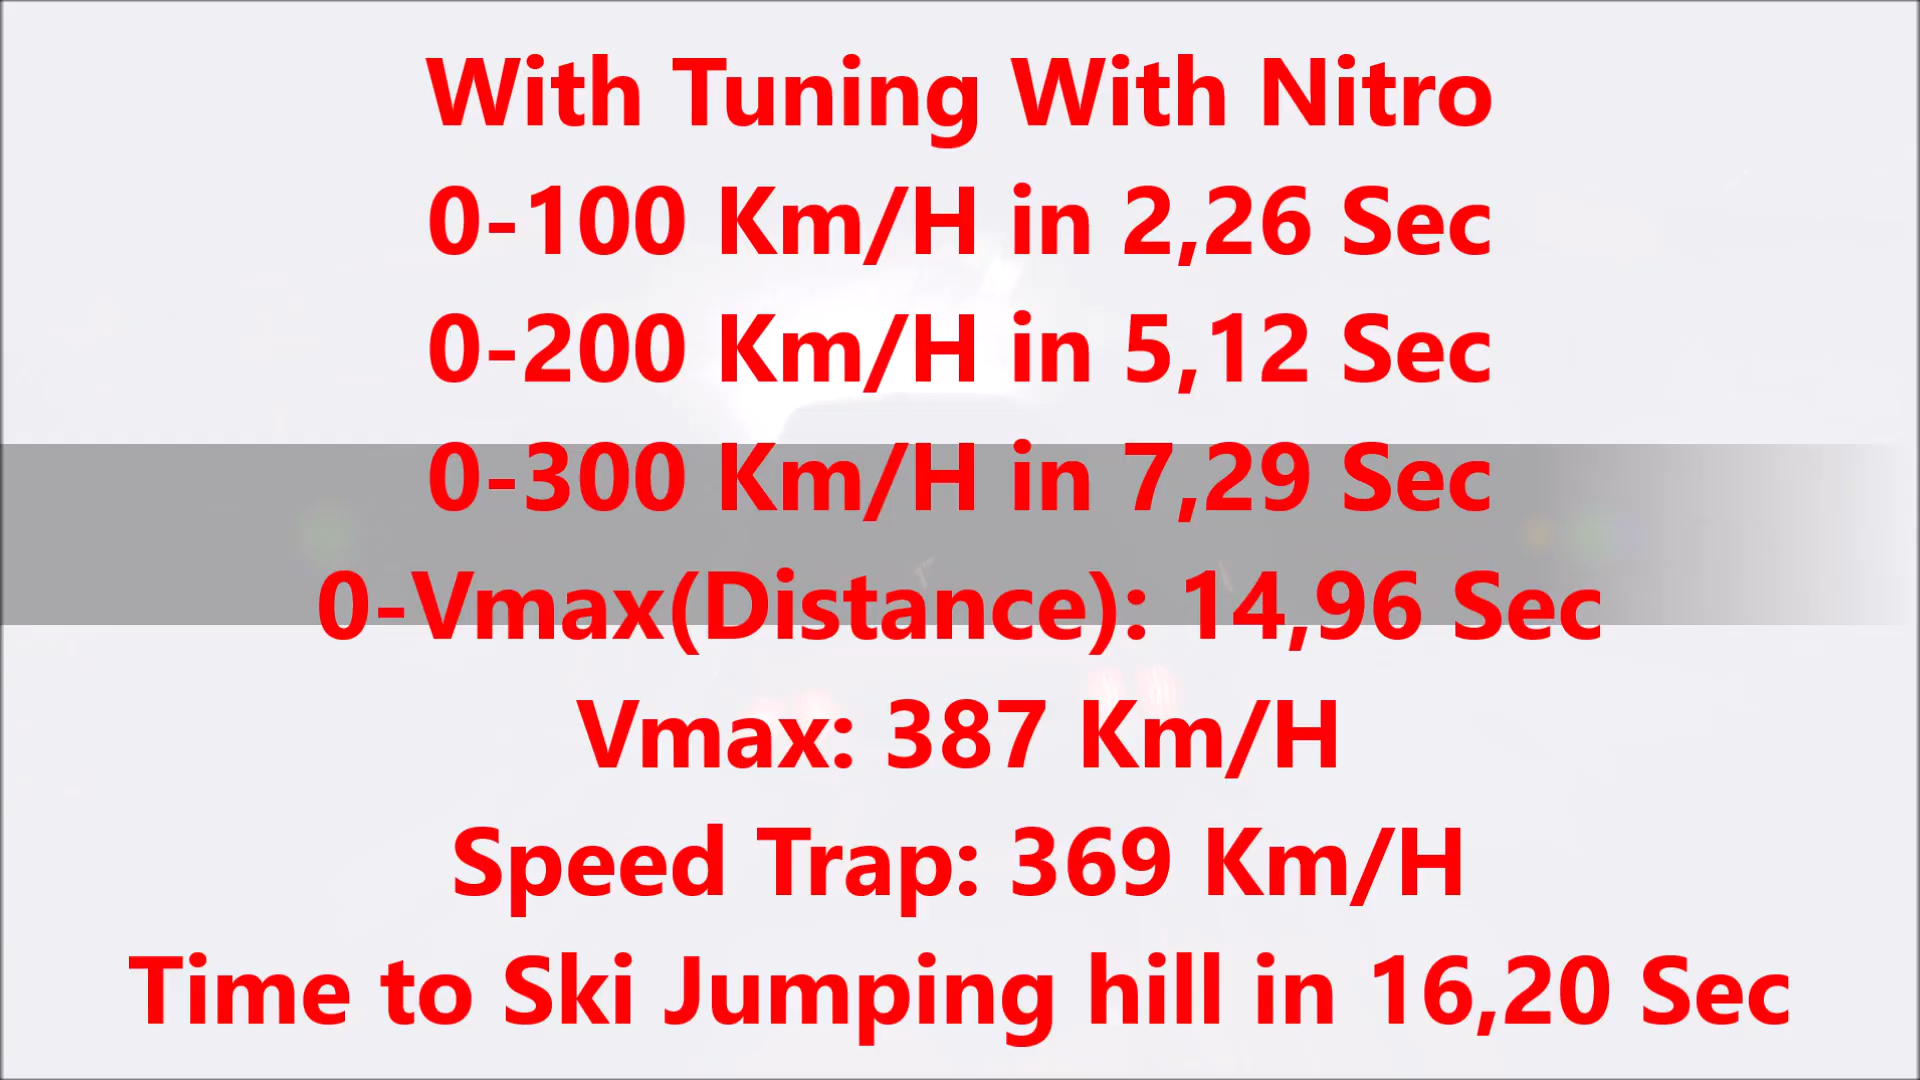 With Tuning With Nitro
0-100 Km/H in 2,26 Sec
0-200 Km/H in 5,12 Sec
0-300 Km/H in 7,29 Sec
0-Vmax(Distance): 14,96 Sec
Vmax: 387 Km/H
Speed Trap: 369 Km/H
Time to Ski Jumping hill in 16,20 Sec